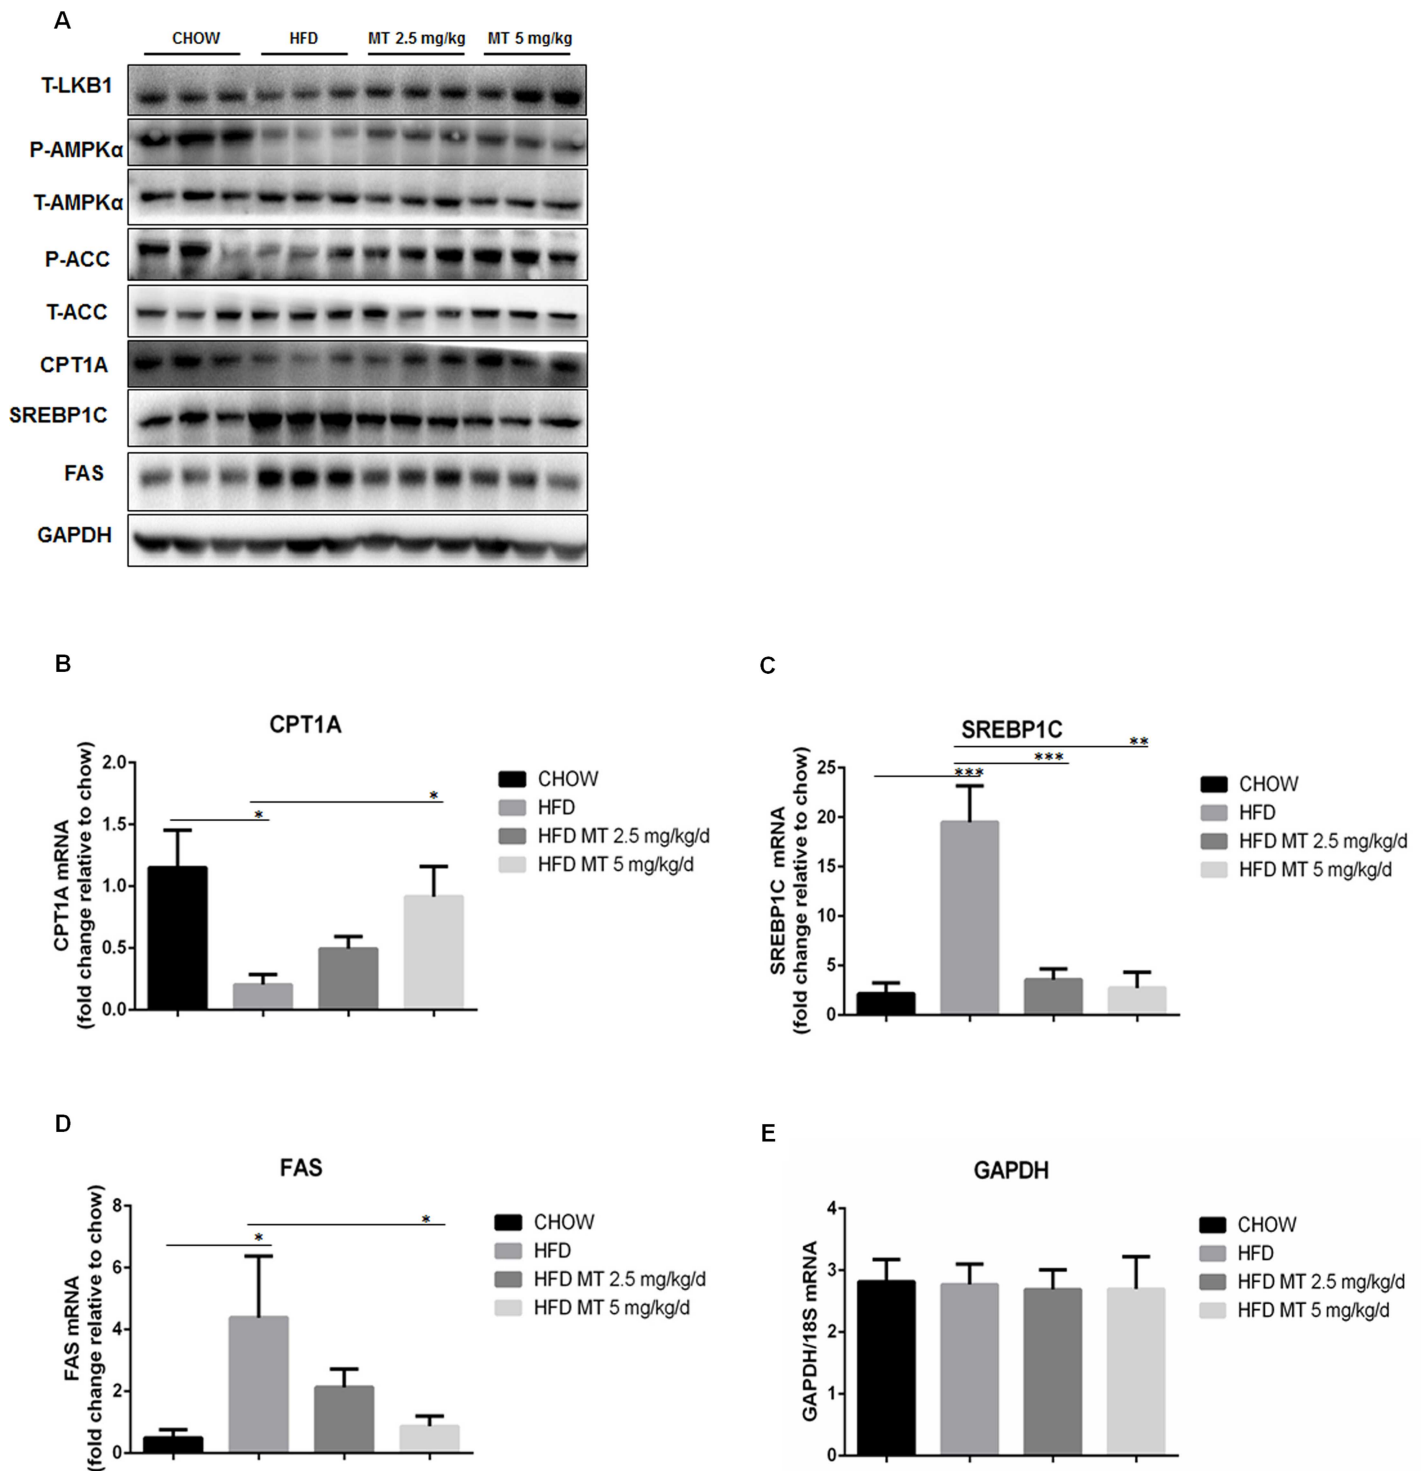 A
CHOW HFD MT 2.5 mg/kg MT 5 mg/kg
T-LKB1
P-AMPKα
T-AMPKα
P-ACC
T-ACC
CPT1A
SREBP1C
FAS
GAPDH
B
CPT1A
CPT1A mRNA
(fold change relative to chow)
2.0
1.5
1.0
0.5
0.0
*
*
CHOW
HFD
HFD MT 2.5 mg/kg/d
HFD MT 5 mg/kg/d
C
SREBP1C
SREBP1C mRNA
(fold change relative to chow)
25
20
15
10
5
0
**
***
***
CHOW
HFD
HFD MT 2.5 mg/kg/d
HFD MT 5 mg/kg/d
D
FAS
FAS mRNA
(fold change relative to chow)
8
6
4
2
0
*
*
CHOW
HFD
HFD MT 2.5 mg/kg/d
HFD MT 5 mg/kg/d
E
GAPDH
GAPDH/18S mRNA
4
3
2
1
0
CHOW
HFD
HFD MT 2.5 mg/kg/d
HFD MT 5 mg/kg/d